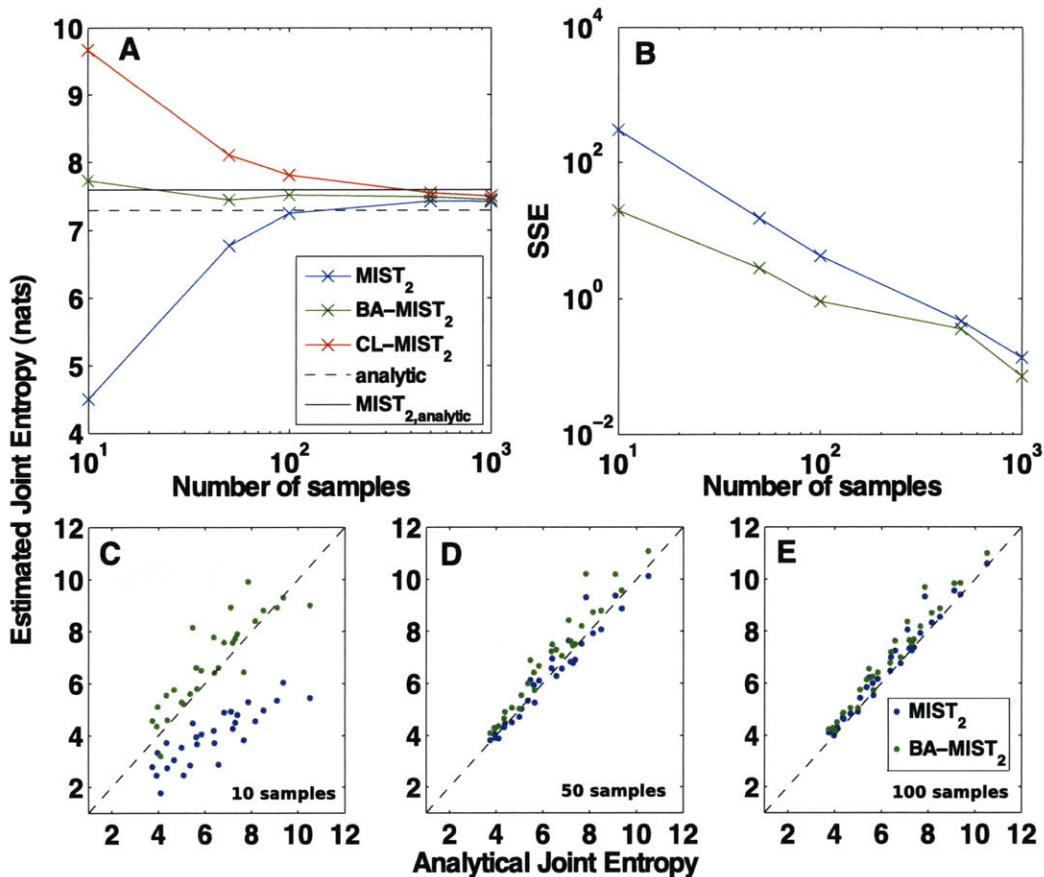 A
10
9
8
7
6
5
4
Estimated Joint Entropy (nats)
MIST2
BA–MIST2
CL–MIST2
analytic
MIST2,analytic
10^1
10^2
10^3
Number of samples
B
10^4
10^2
10^0
10^-2
SSE
10^1
10^2
10^3
Number of samples
C
12
10
8
6
4
2
10 samples
2 4 6 8 10 12
D
12
10
8
6
4
2
50 samples
2 4 6 8 10 12
E
12
10
8
6
4
2
MIST2
BA–MIST2
100 samples
2 4 6 8 10 12
Analytical Joint Entropy